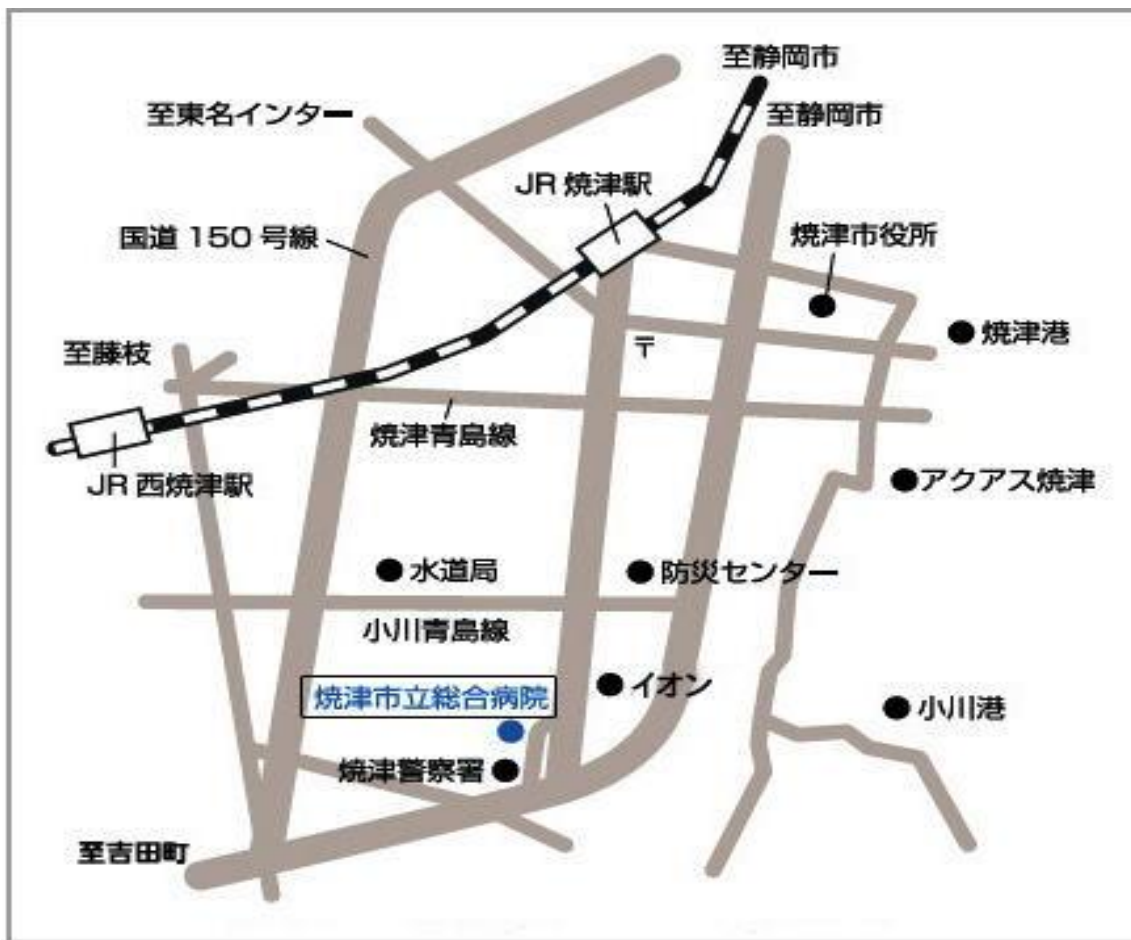 至静岡市
至東名インター
至静岡市
JR 焼津駅
国道 150 号線
焼津市役所
〒
焼津港
至藤枝
焼津青島線
JR 西焼津駅
アクアス焼津
水道局
防災センター
小川青島線
焼津市立総合病院
イオン
小川港
焼津警察署
至吉田町